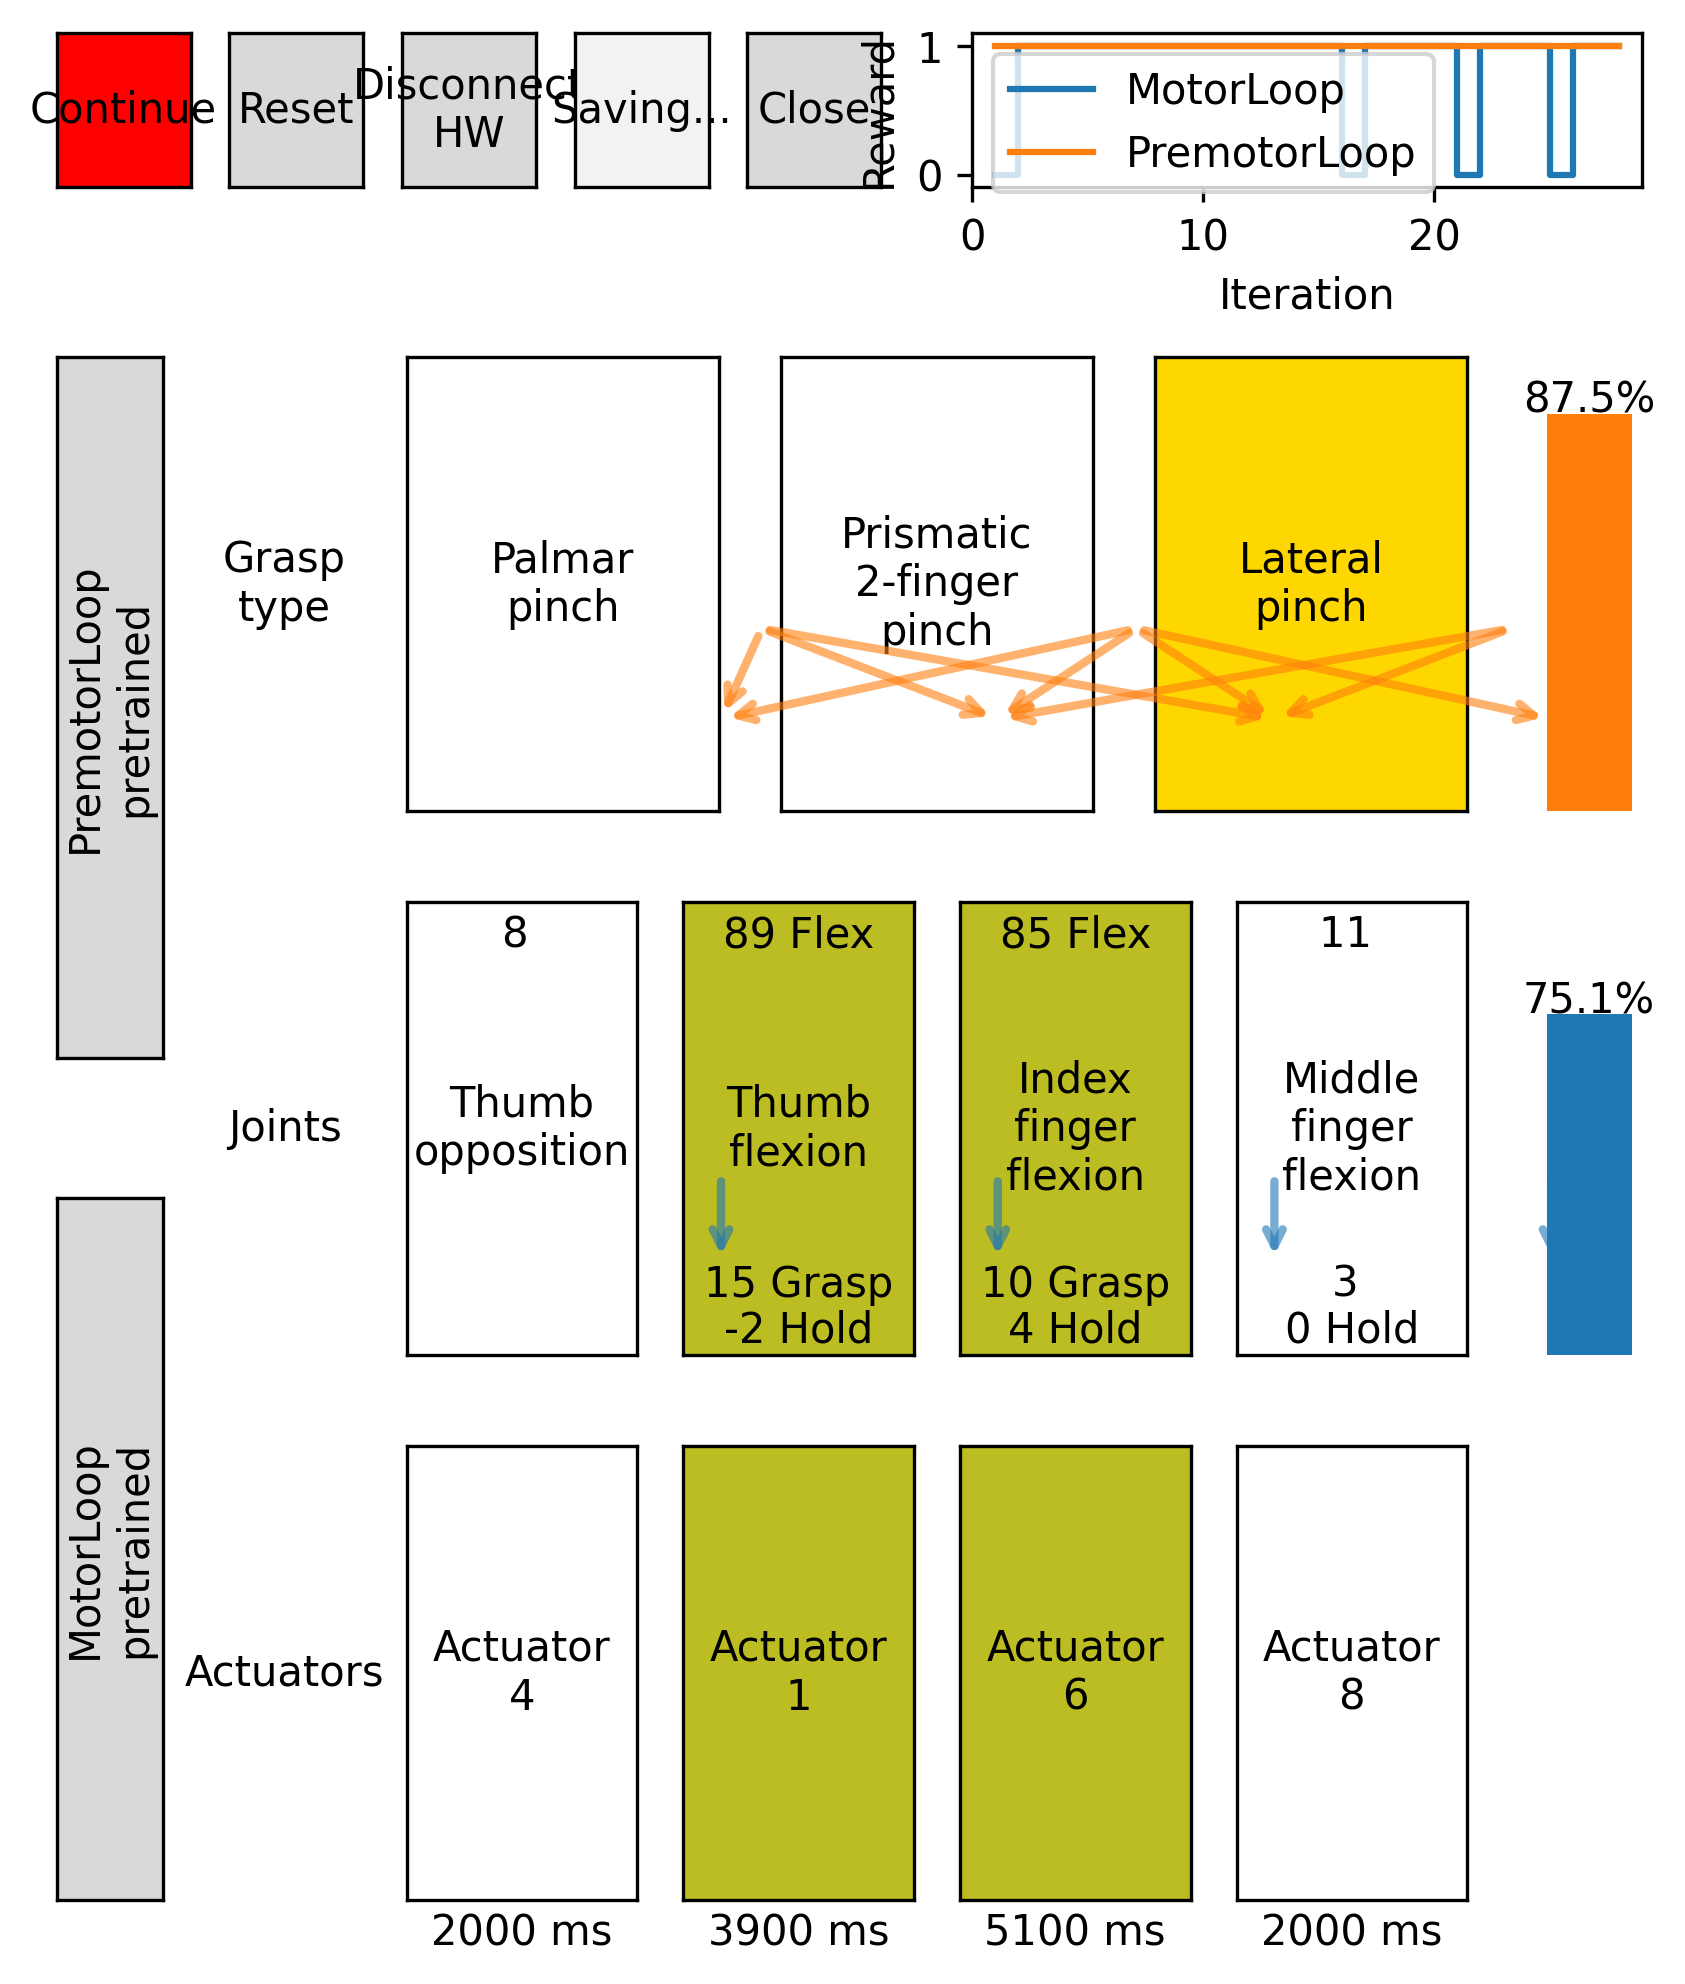 Continue
Reset
Disconnect
HW
Saving...
Close
Reward
1
0
MotorLoop
PremotorLoop
0
10
20
Iteration
PremotorLoop
pretrained
Grasp
type
Palmar
pinch
Prismatic
2-finger
pinch
Lateral
pinch
87.5%
Joints
8
Thumb
opposition
89 Flex
Thumb
flexion
15 Grasp
-2 Hold
85 Flex
Index
finger
flexion
10 Grasp
4 Hold
11
Middle
finger
flexion
3
0 Hold
75.1%
MotorLoop
pretrained
Actuators
Actuator
4
Actuator
1
Actuator
6
Actuator
8
2000 ms
3900 ms
5100 ms
2000 ms